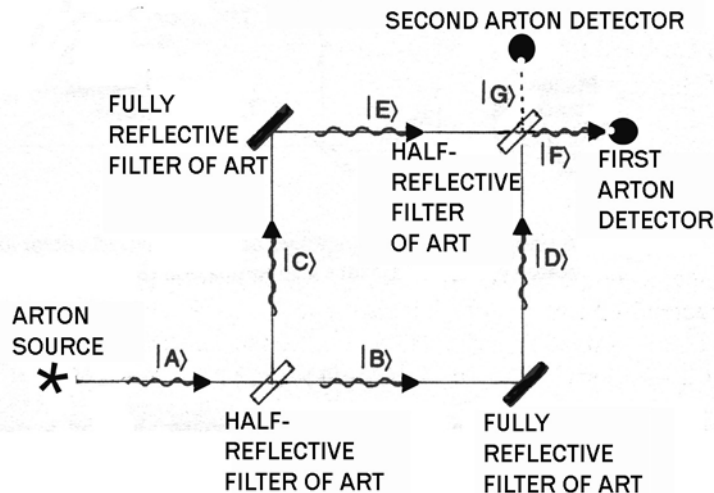 SECOND ARTON DETECTOR
FULLY
REFLECTIVE
FILTER OF ART
|E⟩
|G⟩
HALF-
REFLECTIVE
FILTER
OF ART
|F⟩
FIRST
ARTON
DETECTOR
|C⟩
|D⟩
ARTON
SOURCE
|A⟩
|B⟩
HALF-
REFLECTIVE
FILTER OF ART
FULLY
REFLECTIVE
FILTER OF ART